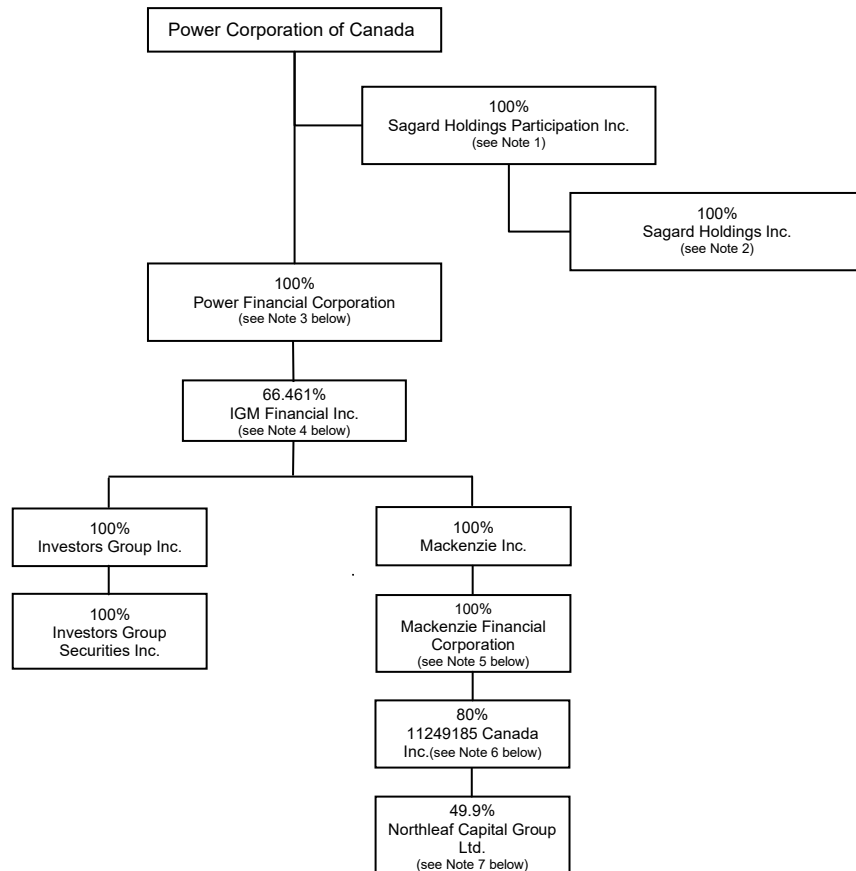 Power Corporation of Canada
100%
Sagard Holdings Participation Inc.
(see Note 1)
100%
Sagard Holdings Inc.
(see Note 2)
100%
Power Financial Corporation
(see Note 3 below)
66.461%
IGM Financial Inc.
(see Note 4 below)
100%
Investors Group Inc.
100%
Investors Group
Securities Inc.
100%
Mackenzie Inc.
100%
Mackenzie Financial
Corporation
(see Note 5 below)
80%
11249185 Canada
Inc.(see Note 6 below)
49.9%
Northleaf Capital Group
Ltd.
(see Note 7 below)